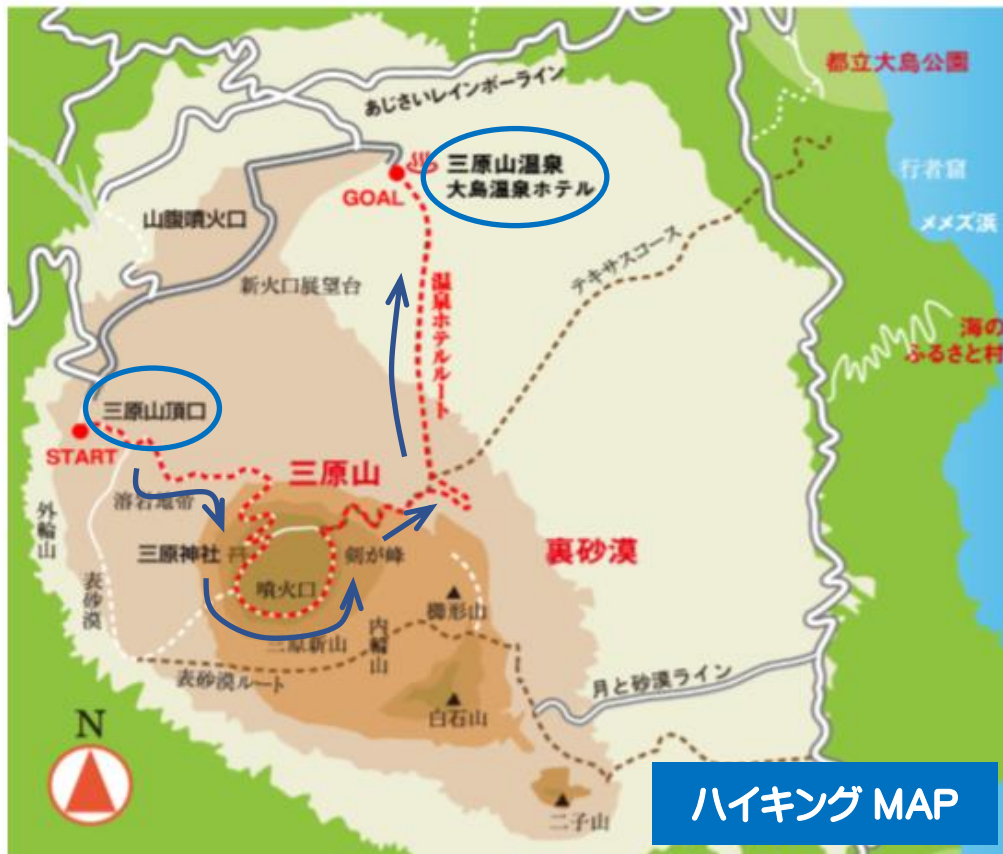 都立大島公園
あじさいレインボーライン
三原山温泉
大島温泉ホテル
行者窟
GOAL
山腹噴火口
メメズ浜
テキサスコース
新火口展望台
温泉ホテルルート
海の
ふるさと村
三原山頂口
START
三原山
溶岩地帯
外輪山
三原神社
剣が峰
裏砂漠
表砂漠
噴火口
櫛形山
内輪山
三原新山
表砂漠ルート
月と砂漠ライン
白石山
N
ハイキング MAP
二子山